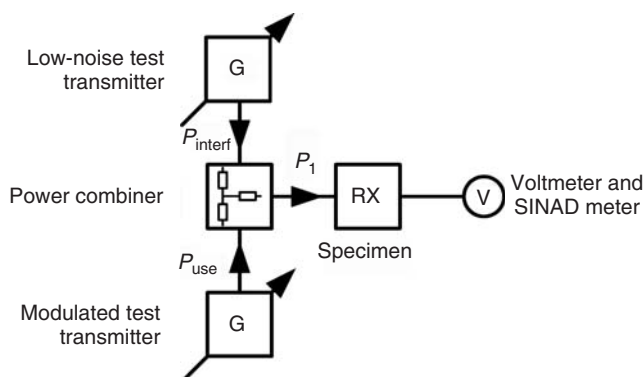 Low-noise test
transmitter
G
P_interf
P_1
Power combiner
RX
V
Voltmeter and
SINAD meter
Specimen
P_use
Modulated test
transmitter
G